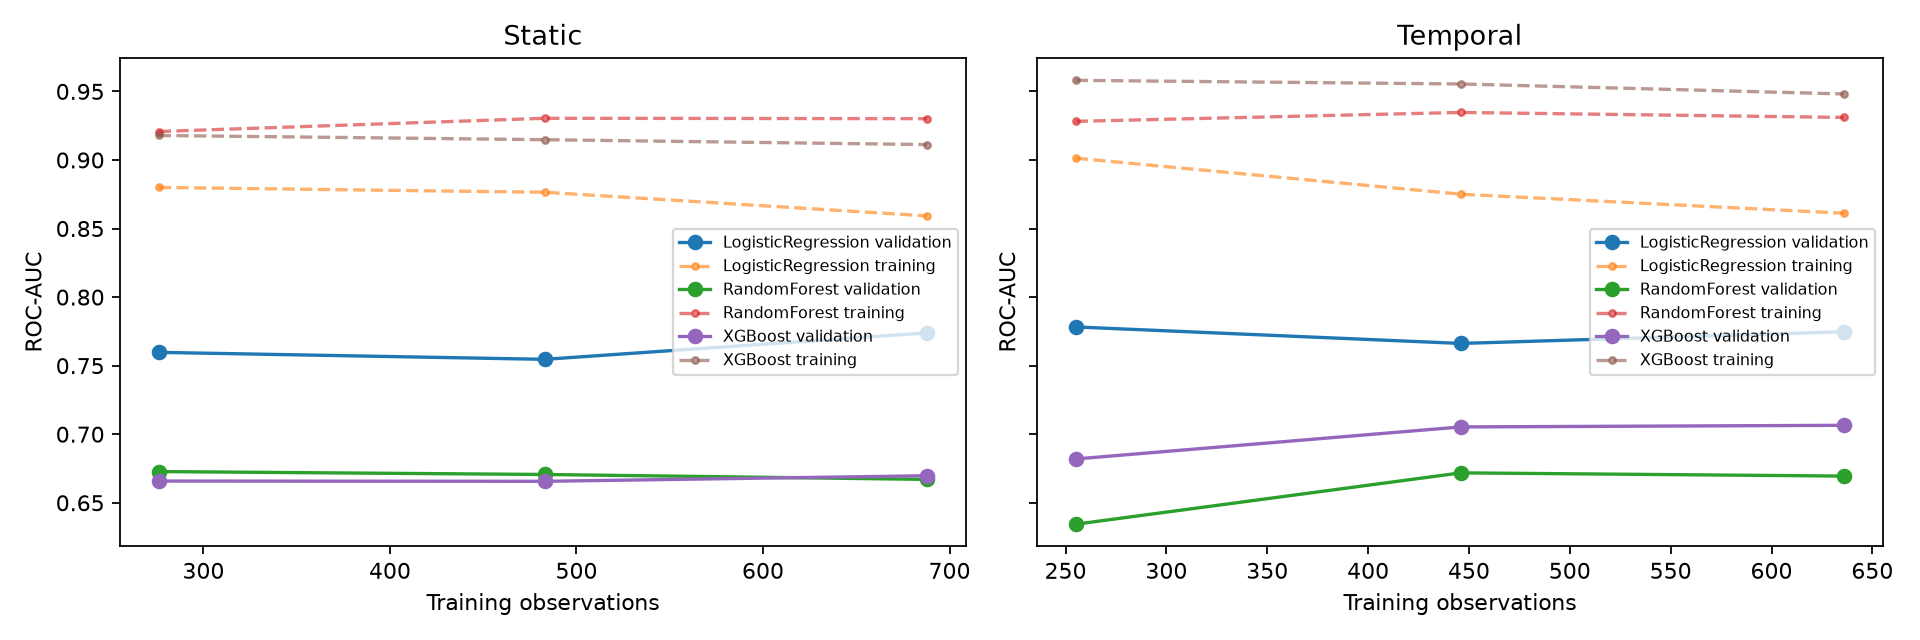 Static
0.95
0.90
0.85
0.80
0.75
0.70
0.65
ROC-AUC
LogisticRegression validation
LogisticRegression training
RandomForest validation
RandomForest training
XGBoost validation
XGBoost training
300 400 500 600 700
Training observations
Temporal
ROC-AUC
LogisticRegression validation
LogisticRegression training
RandomForest validation
RandomForest training
XGBoost validation
XGBoost training
250 300 350 400 450 500 550 600 650
Training observations